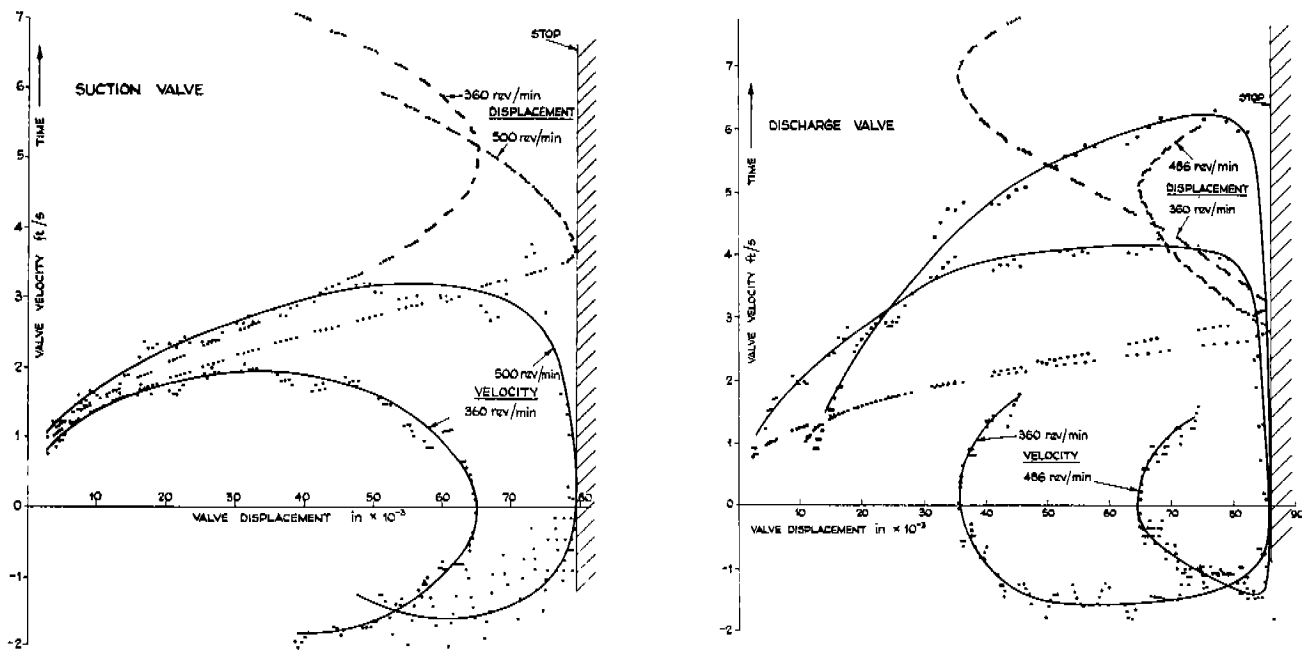 7
6
5
4
3
2
1
0
-1
-2
VALVE VELOCITY ft/s
TIME
SUCTION VALVE
STOP
360 rev/min
DISPLACEMENT
500 rev/min
500 rev/min
VELOCITY
360 rev/min
10
20
30
40
50
60
70
80
VALVE DISPLACEMENT in × 10⁻³
7
6
5
4
3
2
1
0
-1
-2
VALVE VELOCITY ft/s
TIME
DISCHARGE VALVE
STOP
486 rev/min
DISPLACEMENT
360 rev/min
360 rev/min
VELOCITY
486 rev/min
10
20
30
40
50
60
70
80
90
VALVE DISPLACEMENT in × 10⁻³